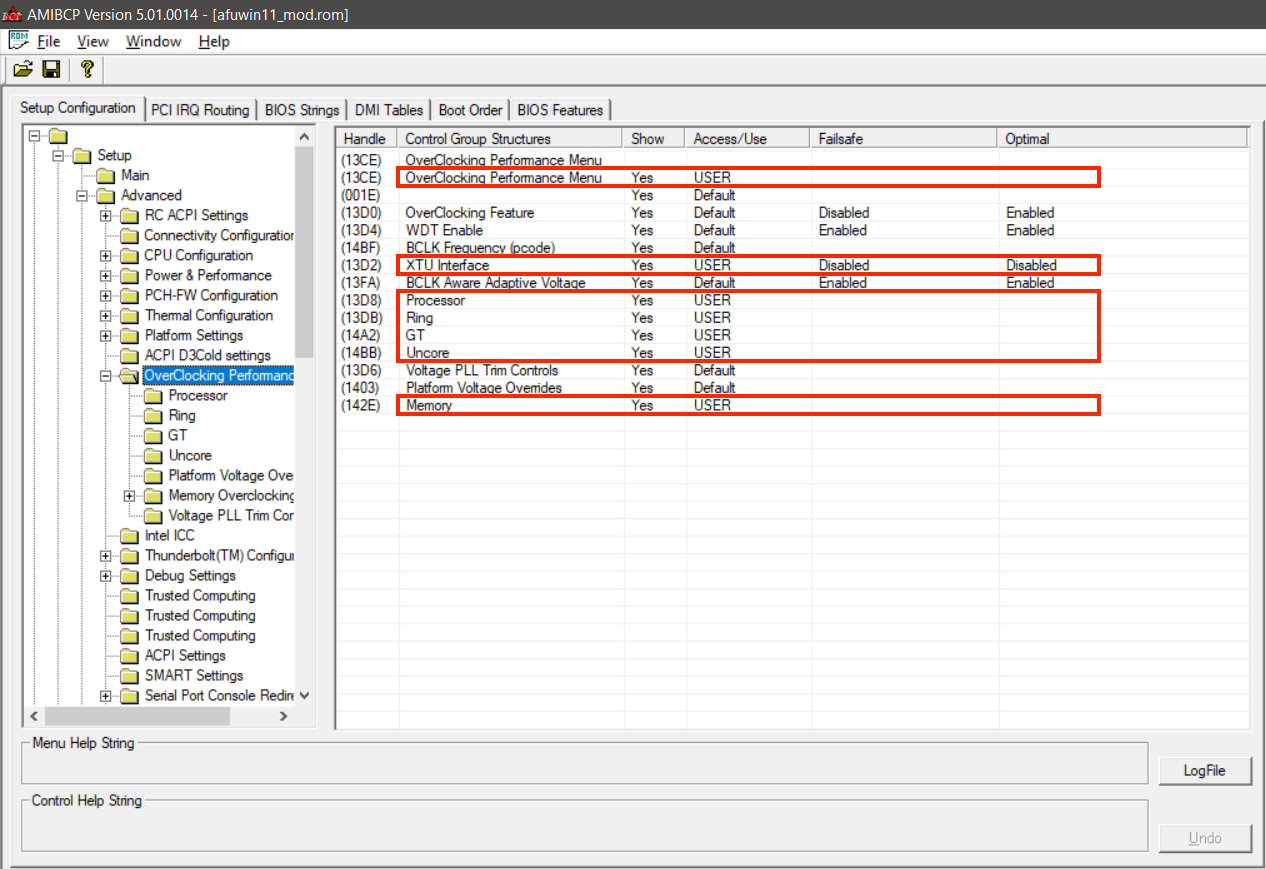 AMIBCP Version 5.01.0014 - [afuwin11_mod.rom]
File View Window Help
Setup Configuration PCI IRQ Routing BIOS Strings DMI Tables Boot Order BIOS Features
Setup
Main
Advanced
RC ACPI Settings
Connectivity Configuration
CPU Configuration
Power & Performance
PCH-FW Configuration
Thermal Configuration
Platform Settings
ACPI D3Cold settings
OverClocking Performanc
Processor
Ring
GT
Uncore
Platform Voltage Ove
Memory Overclocking
Voltage PLL Trim Cor
Intel ICC
Thunderbolt(TM) Configur
Debug Settings
Trusted Computing
Trusted Computing
Trusted Computing
ACPI Settings
SMART Settings
Serial Port Console Redire
Handle Control Group Structures Show Access/Use Failsafe Optimal
(13CE) OverClocking Performance Menu
(13CE) OverClocking Performance Menu Yes USER
(001E) Yes Default
(13D0) OverClocking Feature Yes Default Disabled Enabled
(13D4) WDT Enable Yes Default Enabled Enabled
(14BF) BCLK Frequency (pcode) Yes Default
(13D2) XTU Interface Yes USER Disabled Disabled
(13FA) BCLK Aware Adaptive Voltage Yes Default Enabled Enabled
(13D8) Processor Yes USER
(13DB) Ring Yes USER
(14A2) GT Yes USER
(14BB) Uncore Yes USER
(13D6) Voltage PLL Trim Controls Yes Default
(1403) Platform Voltage Overrides Yes Default
(142E) Memory Yes USER
Menu Help String
LogFile
Control Help String
Undo